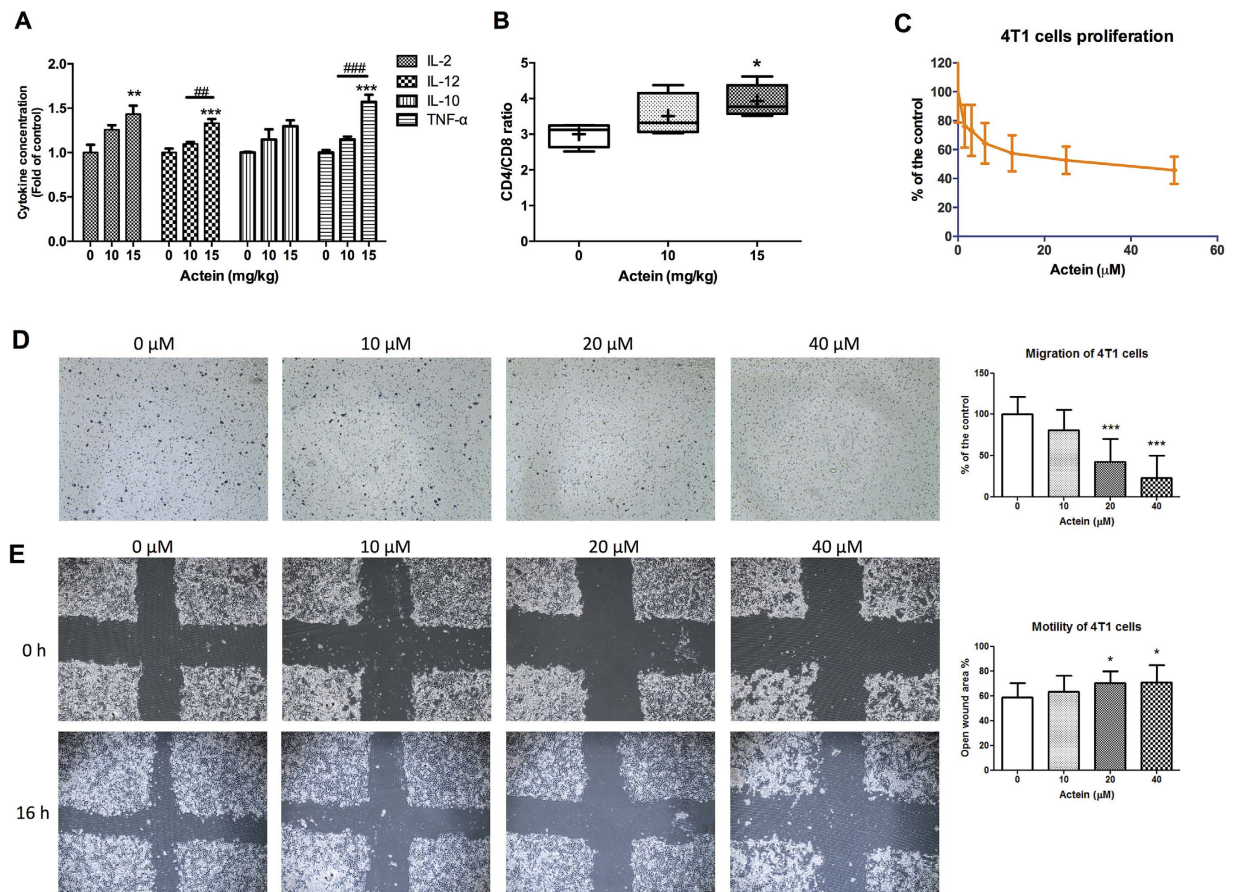 A
Cytokine concentration
(Fold of control)
2.0
1.5
1.0
0.5
0.0
**
##
***
###
***
0 10 15 0 10 15 0 10 15 0 10 15
Actein (mg/kg)
IL-2
IL-12
IL-10
TNF-α
B
CD4/CD8 ratio
5
4
3
2
1
0
*
0 10 15
Actein (mg/kg)
C
4T1 cells proliferation
% of the control
120
100
80
60
40
20
0
0 20 40 60
Actein (μM)
D
0 μM 10 μM 20 μM 40 μM
Migration of 4T1 cells
% of the control
150
100
50
0
***
***
0 10 20 40
Actein (μM)
E
0 μM 10 μM 20 μM 40 μM
0 h
16 h
Motility of 4T1 cells
Open wound area %
100
80
60
40
20
0
*
*
0 10 20 40
Actein (μM)